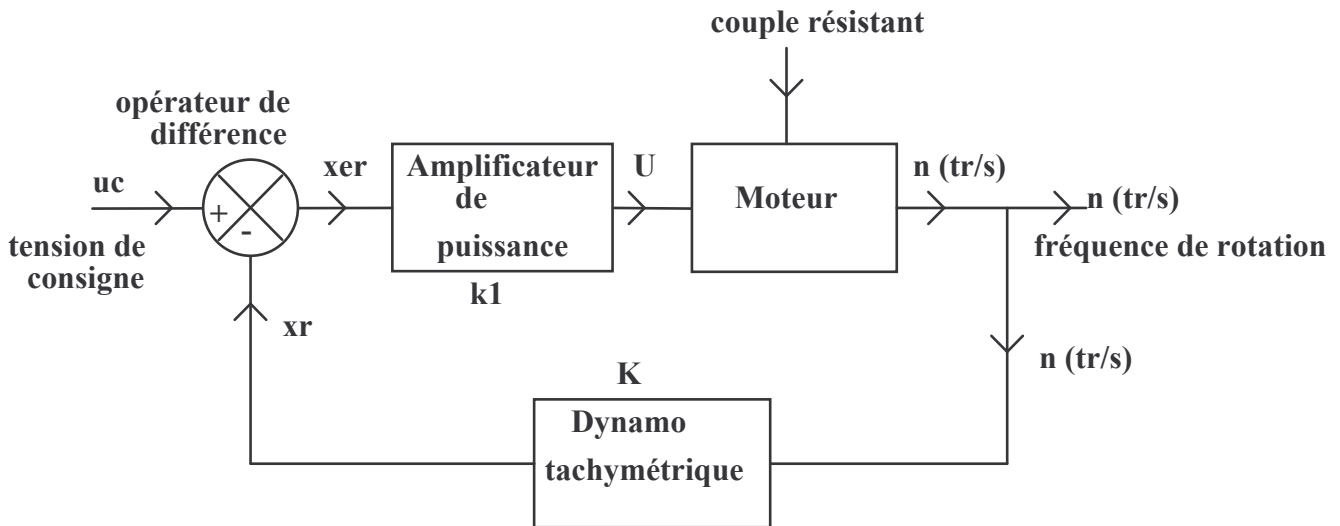 couple résistant
opérateur de
différence
uc
+
-
tension de
consigne
xer
Amplificateur
de
puissance
k1
U
Moteur
n (tr/s)
n (tr/s)
fréquence de rotation
xr
n (tr/s)
K
Dynamo
tachymétrique